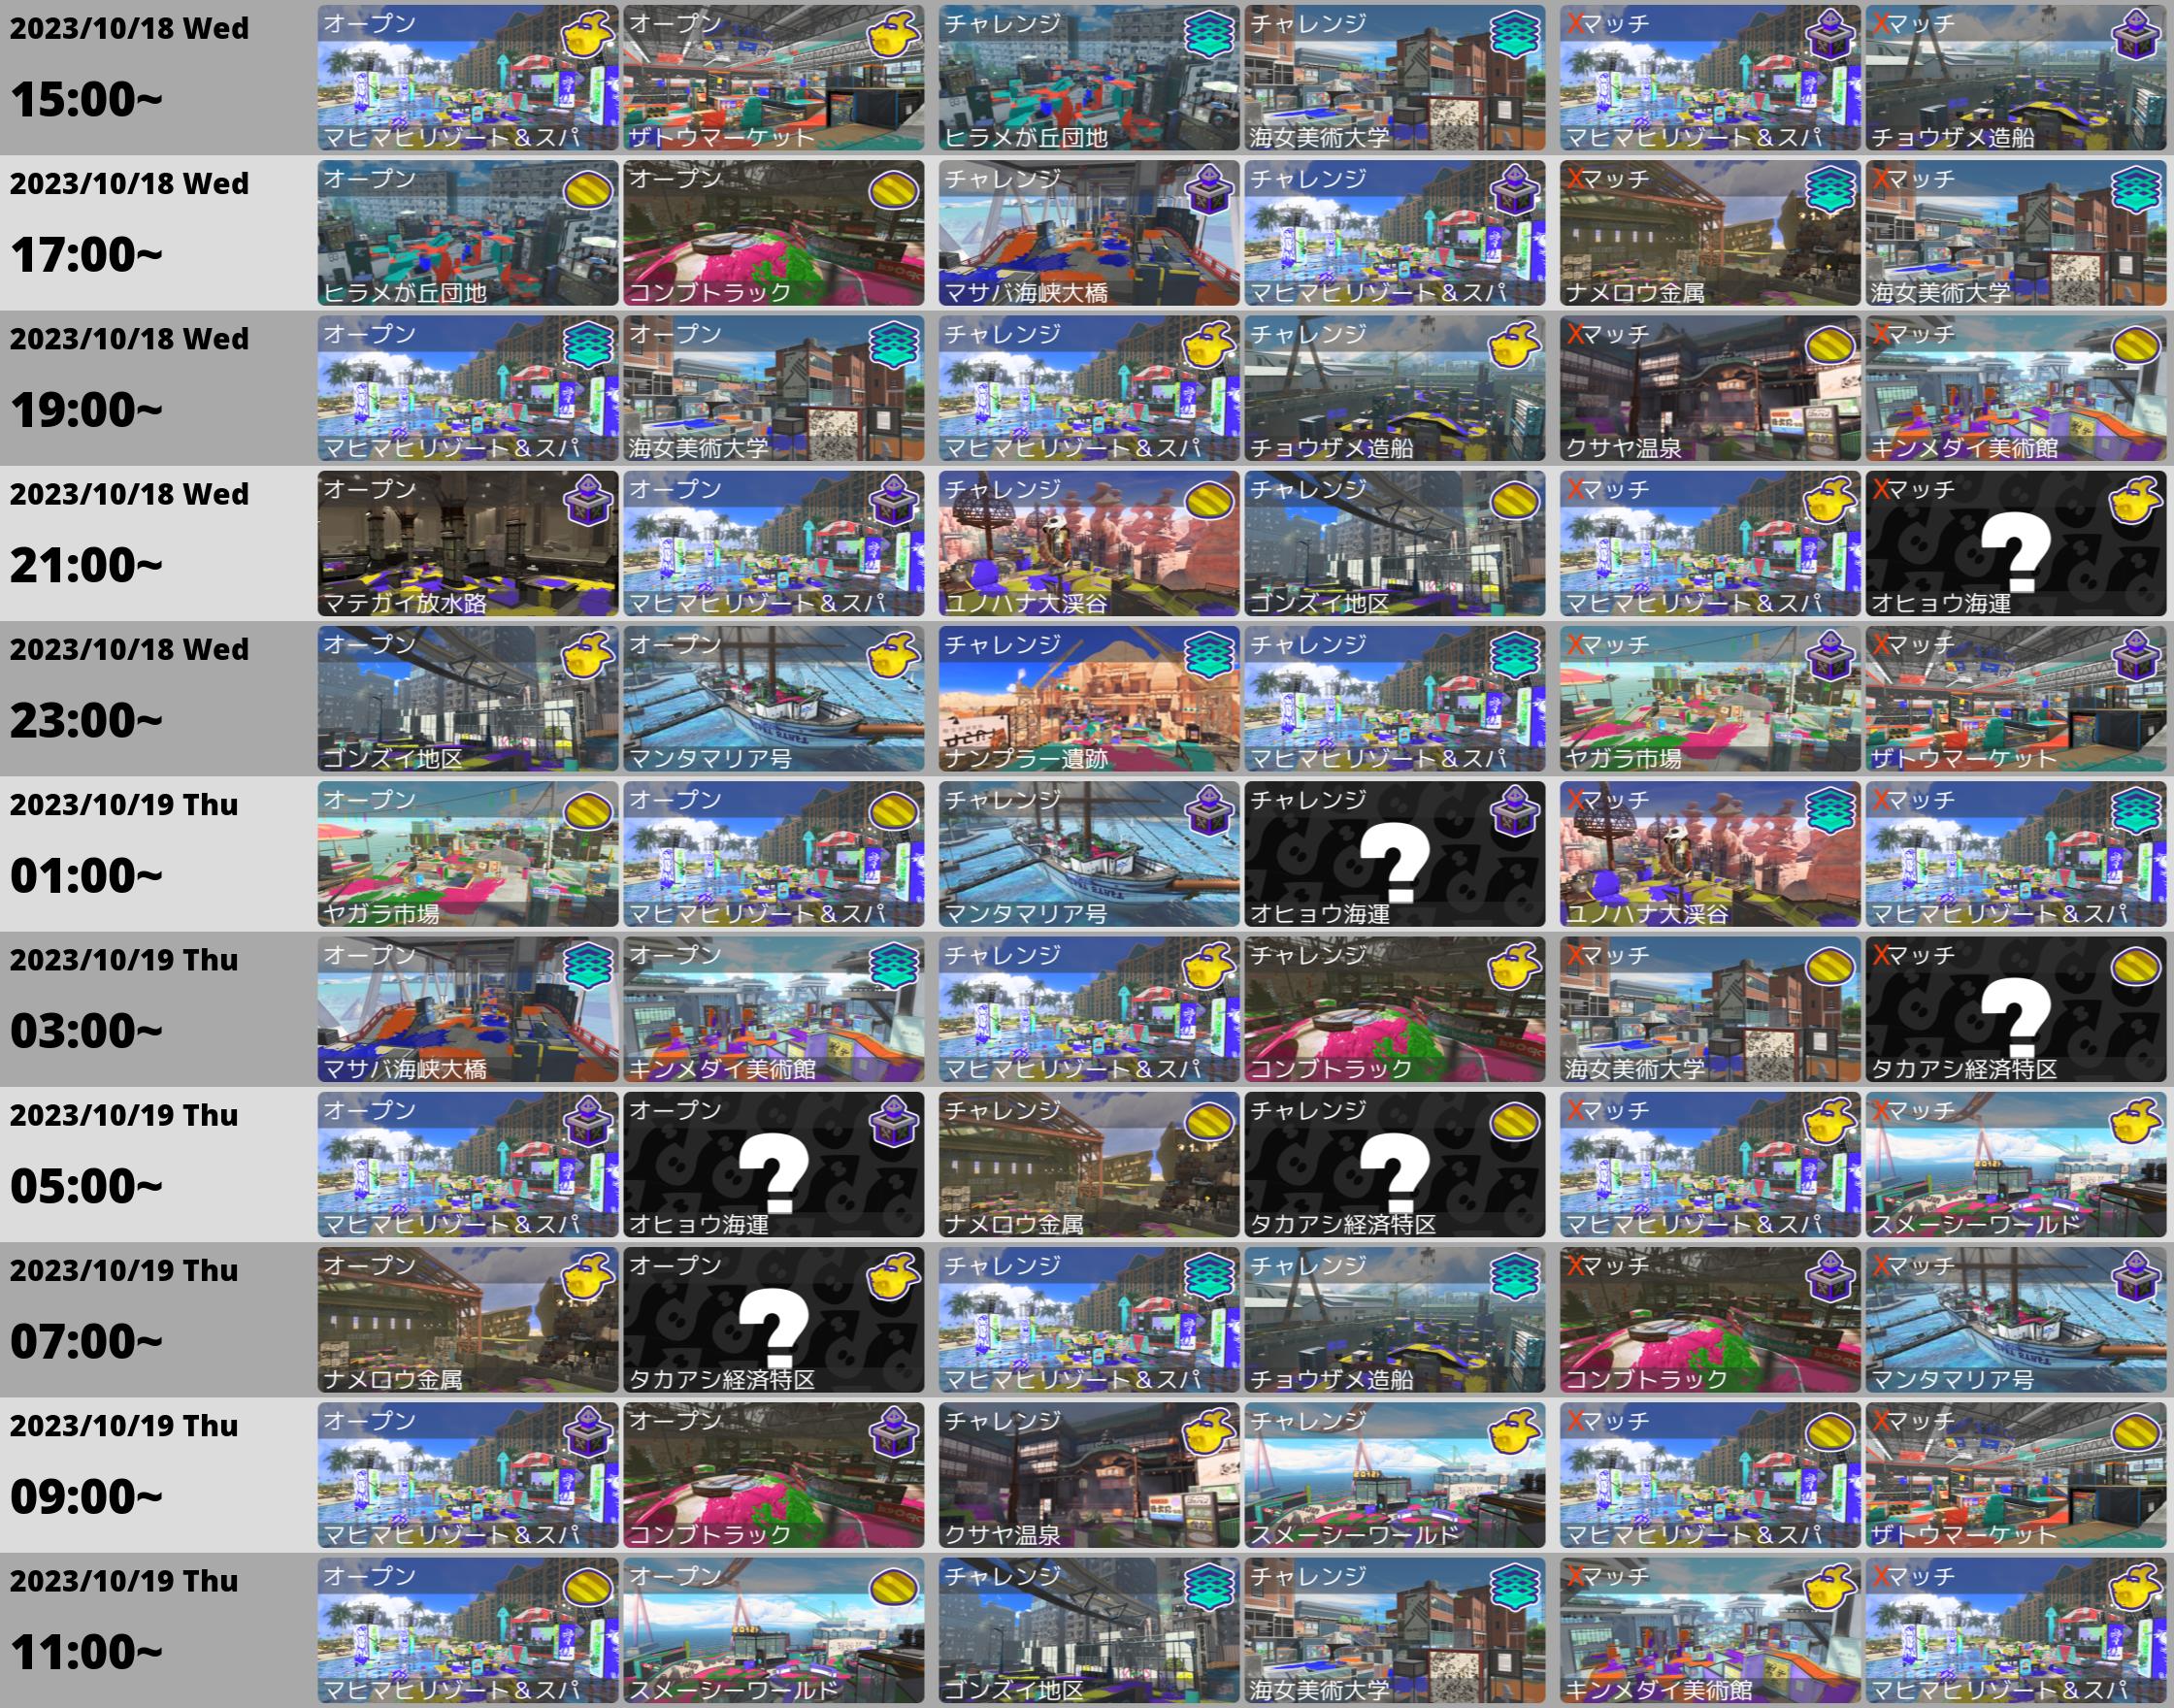 2023/10/18 Wed
15:00~
オープン
マヒマヒリゾート＆スパ
オープン
ザトウマーケット
チャレンジ
ヒラメが丘団地
チャレンジ
海女美術大学
Xマッチ
マヒマヒリゾート＆スパ
Xマッチ
チョウザメ造船
2023/10/18 Wed
17:00~
オープン
ヒラメが丘団地
オープン
コンブトラック
チャレンジ
マサバ海峡大橋
チャレンジ
マヒマヒリゾート＆スパ
Xマッチ
ナメロウ金属
Xマッチ
海女美術大学
2023/10/18 Wed
19:00~
オープン
マヒマヒリゾート＆スパ
オープン
海女美術大学
チャレンジ
マヒマヒリゾート＆スパ
チャレンジ
チョウザメ造船
Xマッチ
クサヤ温泉
Xマッチ
キンメダイ美術館
2023/10/18 Wed
21:00~
オープン
マテガイ放水路
オープン
マヒマヒリゾート＆スパ
チャレンジ
ユノハナ大渓谷
チャレンジ
ゴンズイ地区
Xマッチ
マヒマヒリゾート＆スパ
Xマッチ
?
オヒョウ海運
2023/10/18 Wed
23:00~
オープン
ゴンズイ地区
オープン
マンタマリア号
チャレンジ
ナンプラー遺跡
チャレンジ
マヒマヒリゾート＆スパ
Xマッチ
ヤガラ市場
Xマッチ
ザトウマーケット
2023/10/19 Thu
01:00~
オープン
ヤガラ市場
オープン
マヒマヒリゾート＆スパ
チャレンジ
マンタマリア号
チャレンジ
?
オヒョウ海運
Xマッチ
ユノハナ大渓谷
Xマッチ
マヒマヒリゾート＆スパ
2023/10/19 Thu
03:00~
オープン
マサバ海峡大橋
オープン
キンメダイ美術館
チャレンジ
マヒマヒリゾート＆スパ
チャレンジ
コンブトラック
Xマッチ
海女美術大学
Xマッチ
?
タカアシ経済特区
2023/10/19 Thu
05:00~
オープン
マヒマヒリゾート＆スパ
オープン
?
オヒョウ海運
チャレンジ
ナメロウ金属
チャレンジ
?
タカアシ経済特区
Xマッチ
マヒマヒリゾート＆スパ
Xマッチ
スメーシーワールド
2023/10/19 Thu
07:00~
オープン
ナメロウ金属
オープン
?
タカアシ経済特区
チャレンジ
マヒマヒリゾート＆スパ
チャレンジ
チョウザメ造船
Xマッチ
コンブトラック
Xマッチ
マンタマリア号
2023/10/19 Thu
09:00~
オープン
マヒマヒリゾート＆スパ
オープン
コンブトラック
チャレンジ
クサヤ温泉
チャレンジ
スメーシーワールド
Xマッチ
マヒマヒリゾート＆スパ
Xマッチ
ザトウマーケット
2023/10/19 Thu
11:00~
オープン
マヒマヒリゾート＆スパ
オープン
スメーシーワールド
チャレンジ
ゴンズイ地区
チャレンジ
海女美術大学
Xマッチ
キンメダイ美術館
Xマッチ
マヒマヒリゾート＆スパ